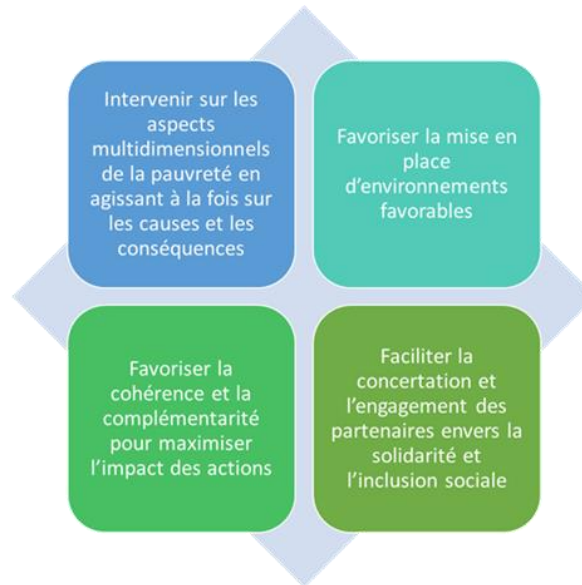 Intervenir sur les
aspects
multidimensionnels
de la pauvreté en
agissant à la fois sur
les causes et les
conséquences
Favoriser la mise en
place
d'environnements
favorables
Favoriser la
cohérence et la
complémentarité
pour maximiser
l'impact des actions
Faciliter la
concertation et
l'engagement des
partenaires envers la
solidarité et
l'inclusion sociale